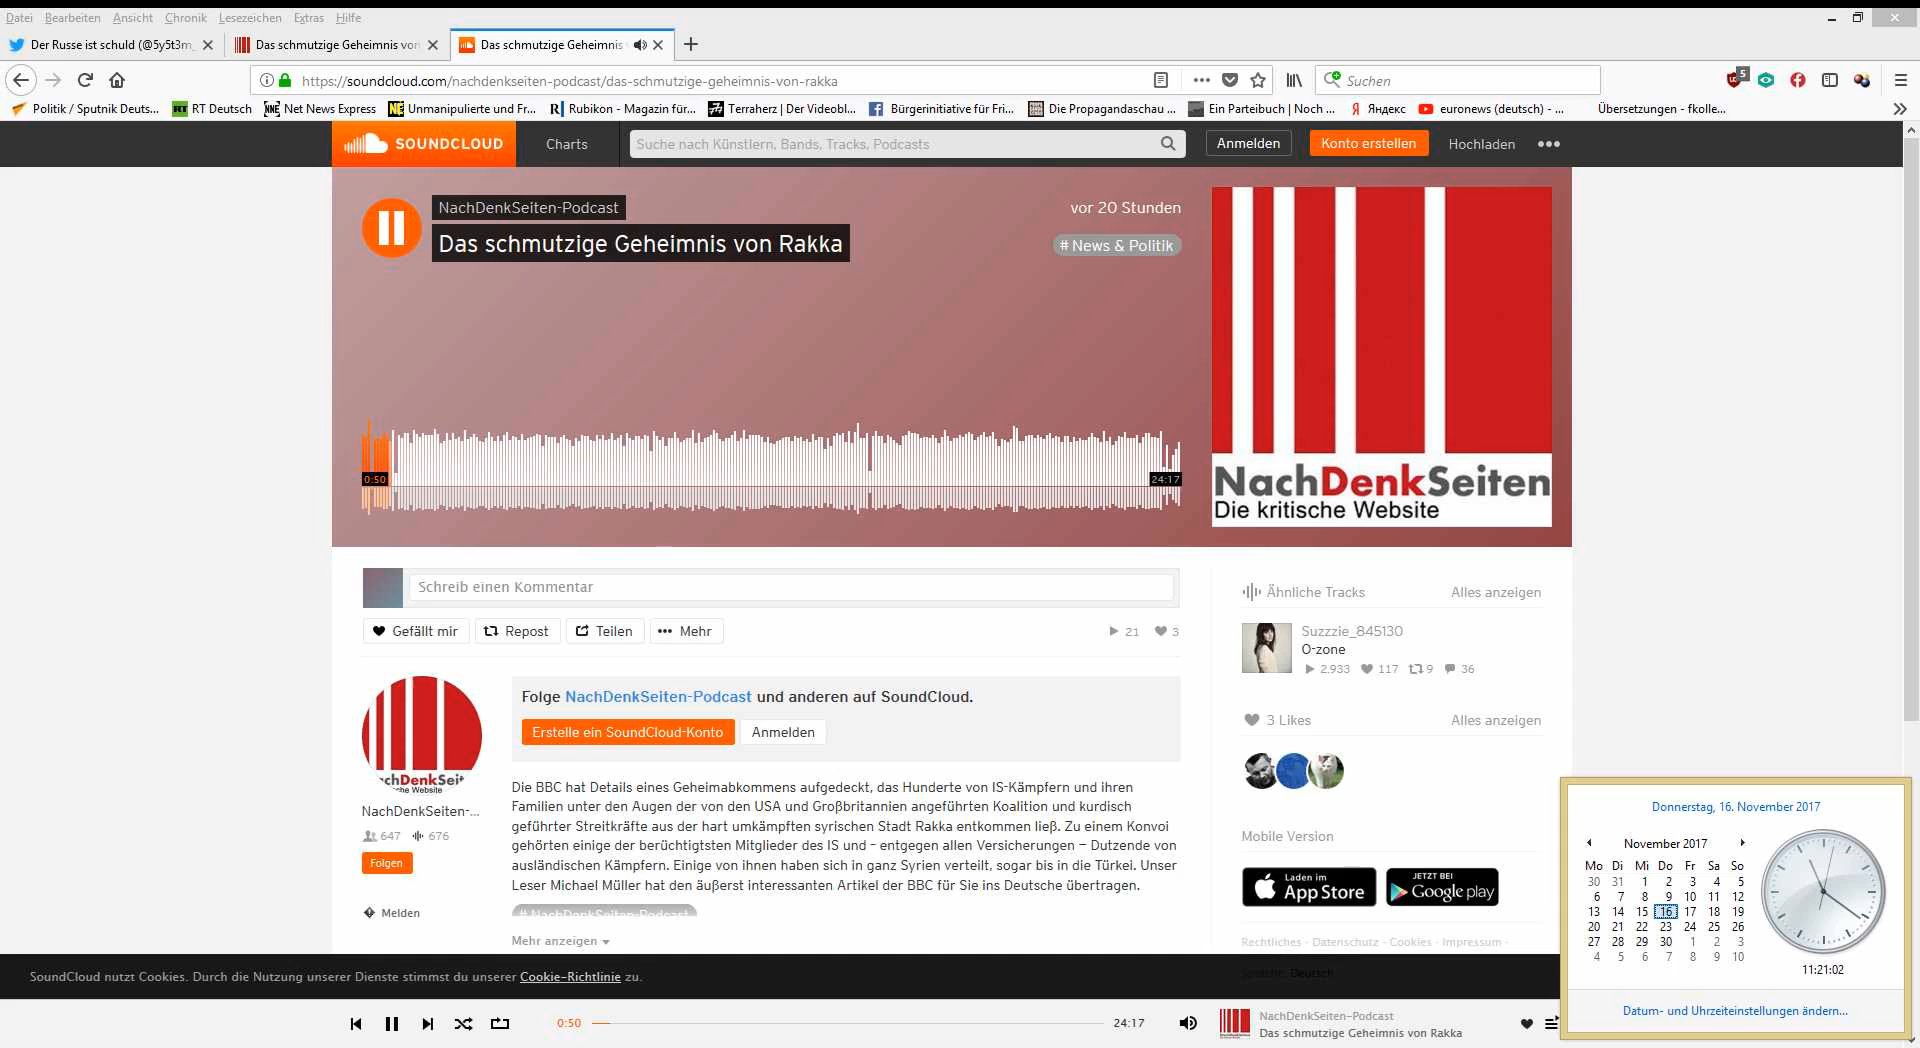 Datei Bearbeiten Ansicht Chronik Lesezeichen Extras Hilfe
Der Russe ist schuld (@5y5t3m_ Das schmutzige Geheimnis vor Das schmutzige Geheimnis
https://soundcloud.com/nachdenkseiten-podcast/das-schmutzige-geheimnis-von-rakka Suchen 5
Politik / Sputnik Deuts... RT Deutsch Net News Express Unmanipulierte und Fr... Rubikon - Magazin für... Terraherz | Der Videobl... Bürgerinitiative für Fri... Die Propagandaschau ... Ein Parteibuch | Noch ... Яндекс euronews (deutsch) - ... Übersetzungen - fkolle...
SOUNDCLOUD Charts Suche nach Künstlern, Bands, Tracks, Podcasts Anmelden Konto erstellen Hochladen
NachDenkSeiten-Podcast vor 20 Stunden
Das schmutzige Geheimnis von Rakka # News & Politik
0:50 24:17
NachDenkSeiten
Die kritische Website
Schreib einen Kommentar
Gefällt mir Repost Teilen Mehr 21 3
Folge NachDenkSeiten-Podcast und anderen auf SoundCloud.
Erstelle ein SoundCloud-Konto Anmelden
Die BBC hat Details eines Geheimabkommens aufgedeckt, das Hunderte von IS-Kämpfern und ihren
Familien unter den Augen der von den USA und Großbritannien angeführten Koalition und kurdisch
geführter Streitkräfte aus der hart umkämpften syrischen Stadt Rakka entkommen ließ. Zu einem Konvoi
gehörten einige der berüchtigtsten Mitglieder des IS und – entgegen allen Versicherungen — Dutzende von
ausländischen Kämpfern. Einige von ihnen haben sich in ganz Syrien verteilt, sogar bis in die Türkei. Unser
Leser Michael Müller hat den äußerst interessanten Artikel der BBC für Sie ins Deutsche übertragen.
# NachDenkSeiten-Podcast
Mehr anzeigen
chDenkSeit
sche Website
NachDenkSeiten-...
647 676
Folgen
Melden
Ähnliche Tracks Alles anzeigen
Suzzzie_845130
O-zone
2.933 117 9 36
3 Likes Alles anzeigen
Mobile Version
Laden im App Store JETZT BEI Google play
Rechtliches - Datenschutz - Cookies - Impressum -
Sprache: Deutsch
SoundCloud nutzt Cookies. Durch die Nutzung unserer Dienste stimmst du unserer Cookie-Richtlinie zu.
0:50 24:17 NachDenkSeiten-Podcast
Das schmutzige Geheimnis von Rakka
Donnerstag, 16. November 2017
November 2017
Mo Di Mi Do Fr Sa So
30 31 1 2 3 4 5
6 7 8 9 10 11 12
13 14 15 16 17 18 19
20 21 22 23 24 25 26
27 28 29 30 1 2 3
4 5 6 7 8 9 10
11:21:02
Datum- und Uhrzeiteinstellungen ändern...